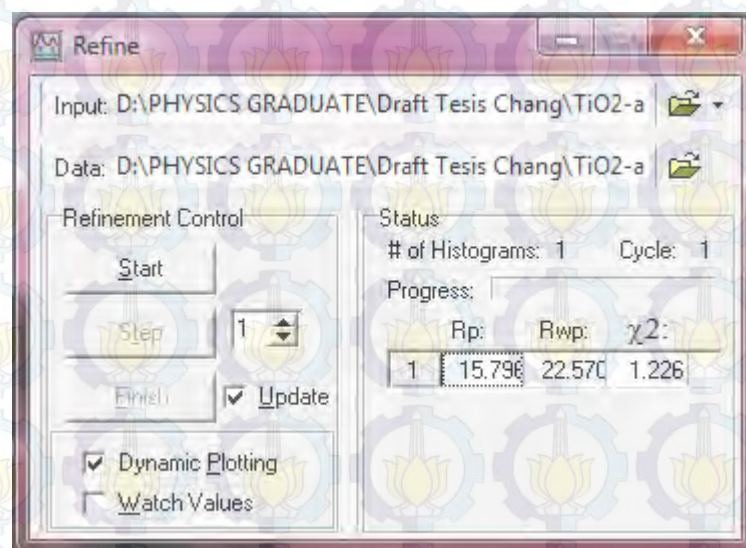 Refine
Input: D:\PHYSICS GRADUATE\Draft Tesis Chang\TiO2-a
Data: D:\PHYSICS GRADUATE\Draft Tesis Chang\TiO2-a
Refinement Control
Start
Step 1
Finish Update
Dynamic Plotting
Watch Values
Status
# of Histograms: 1 Cycle: 1
Progress:
Rp: Rwp: χ2:
1 15.796 22.570 1.226